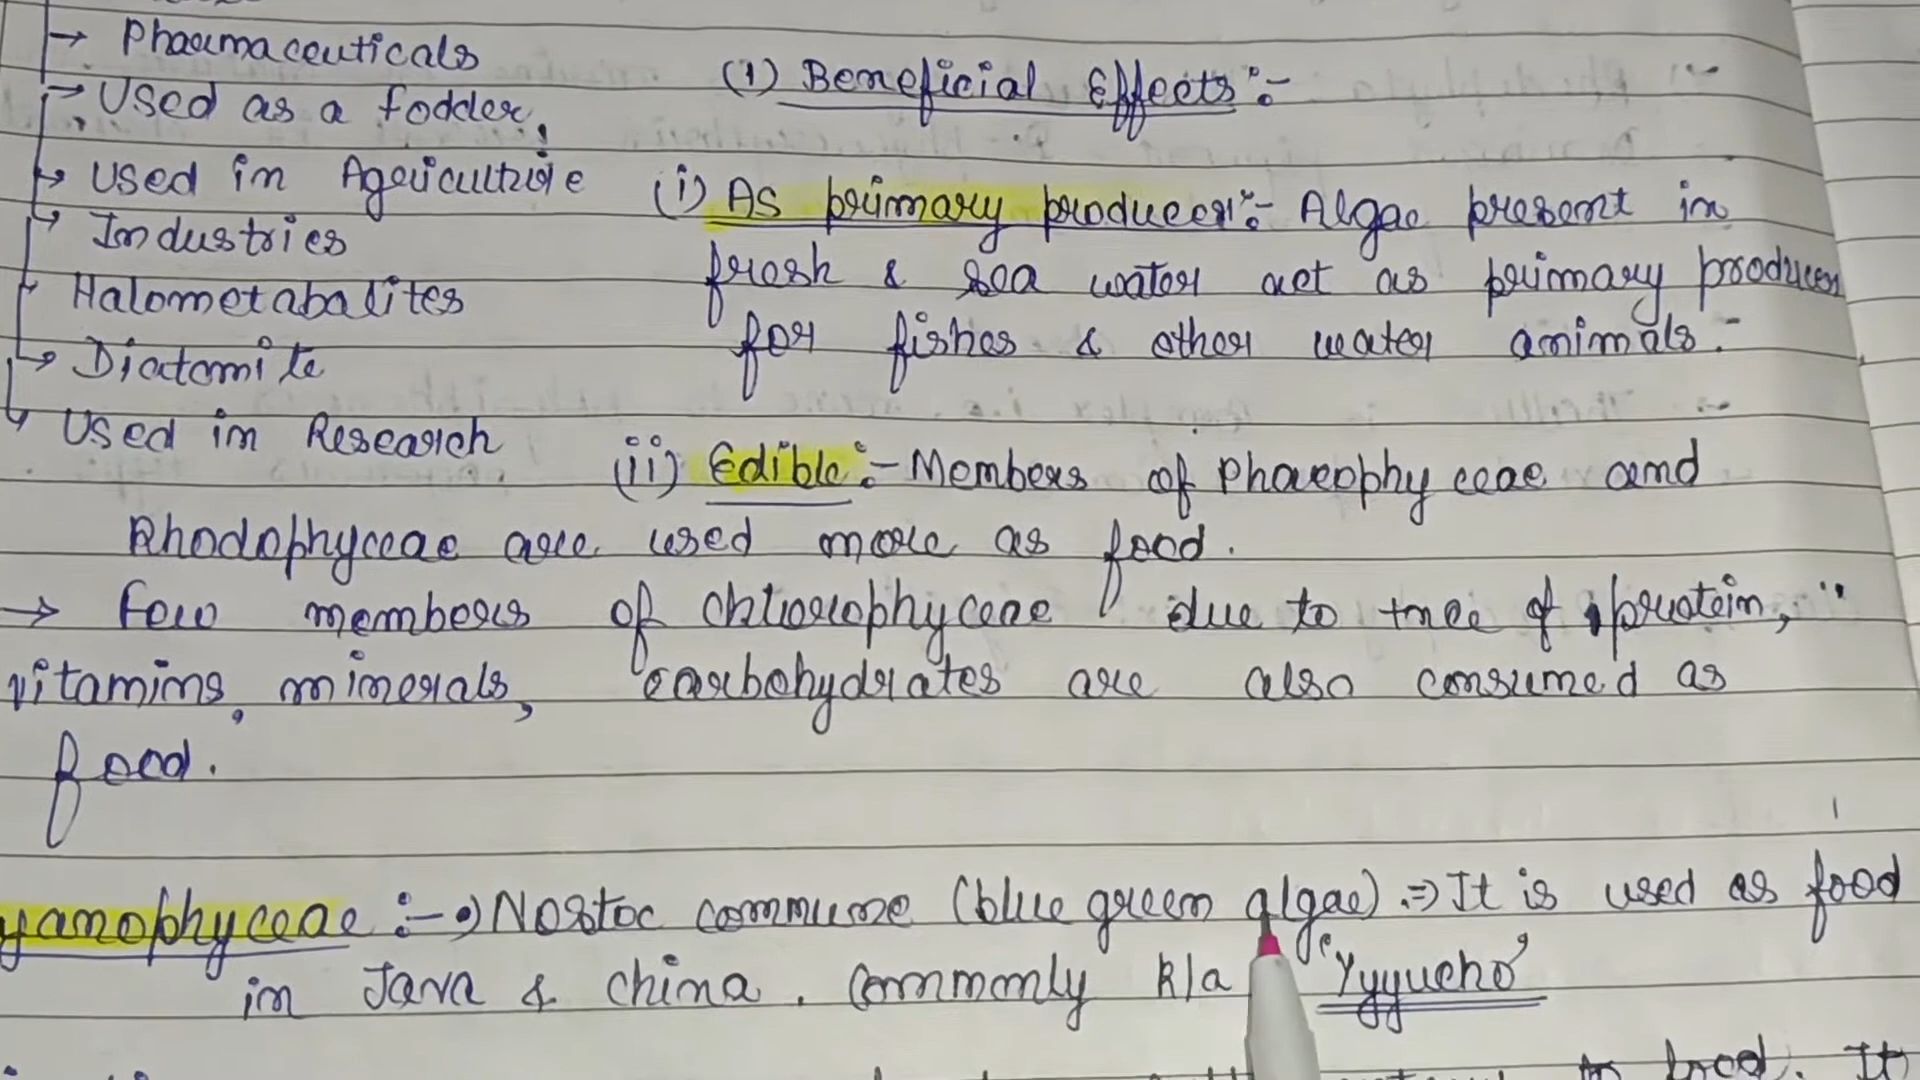 → Pharmaceuticals
→ Used as a fodder
→ Used in Agriculture
→ Industries
Halometabalites
→ Diatomite
Used in Research
(1) Beneficial Effects :-
(i) As primary producer :- Algae present in
fresh & sea water act as primary producer
for fishes & other water animals.
(ii) Edible :- Members of Phaeophyceae and
Rhodophyceae are used more as food.
→ Few members of chlorophyceae due to of protein,
vitamins, minerals, carbohydrates are also consumed as
food.
yanophyceae :- Nostoc commune (blue green algae) ⇒ It is used as food
in Java & china. Commonly k/a 'Yyyucho'
food. It